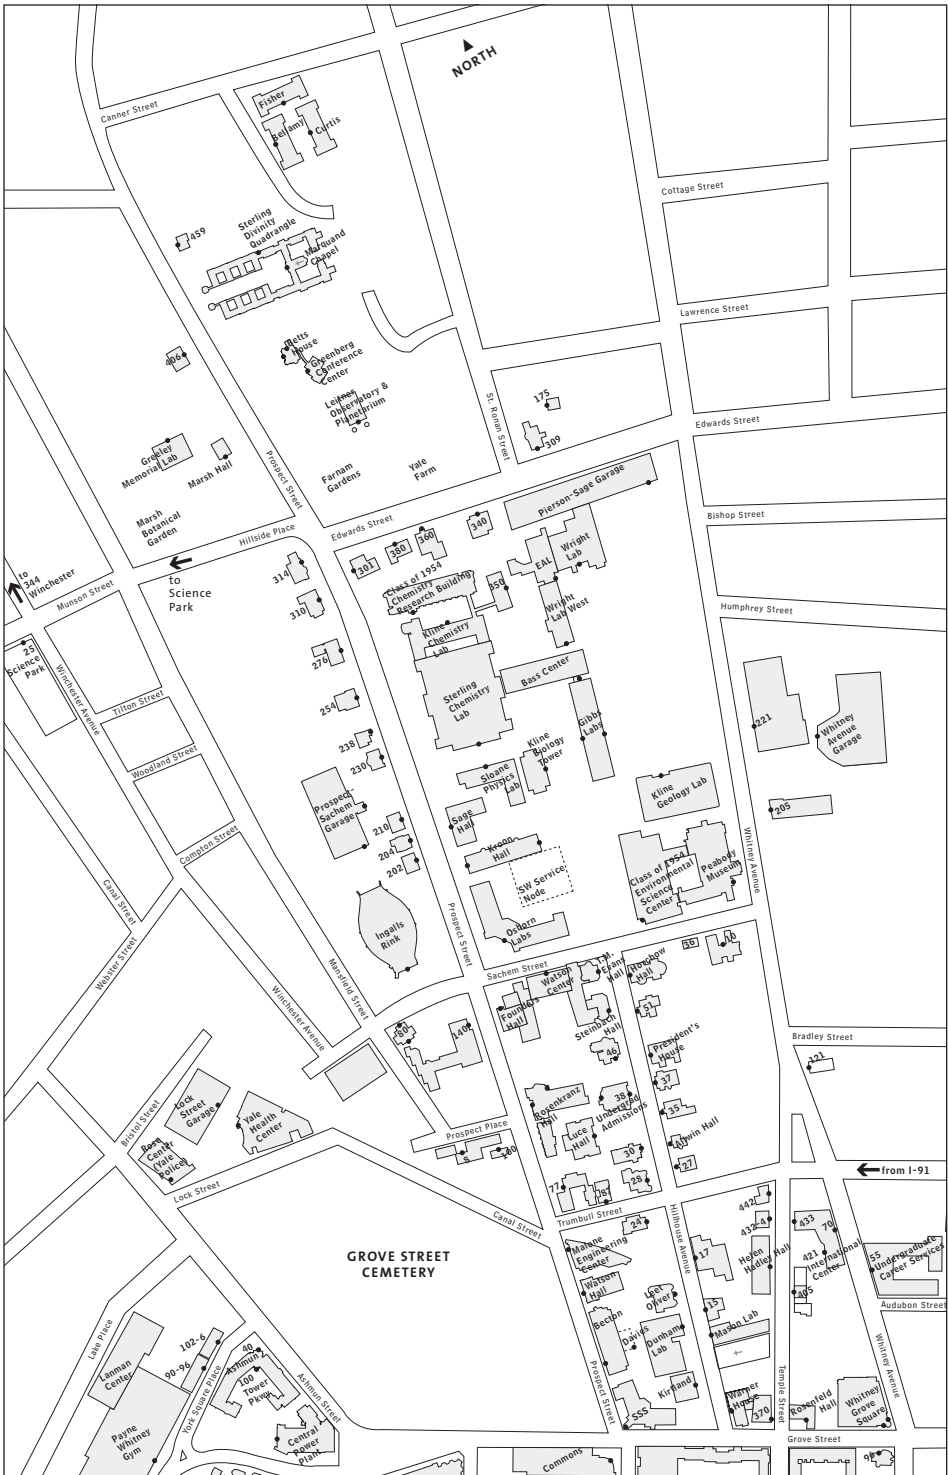 NORTH
Canner Street
Fisher
Bellamy
Curtis
Cottage Street
459
Sterling
Divinity
Quadrangle
Marquand
Chapel
Lawrence Street
406
Betts
House
Greenberg
Conference
Center
Leitner
Observatory &
Planetarium
St. Ronan Street
175
309
Edwards Street
Greeley
Memorial Lab
Marsh Hall
Prospect Street
Farnam
Gardens
Yale
Farm
Pierson-Sage Garage
Marsh
Botanical
Garden
Hillside Place
Edwards Street
340
360
380
301
Bishop Street
to
344
Winchester
Munson Street
to
Science
Park
314
310
Class of 1954
Chemistry
Research Building
350
EAL
Wright
Lab
Wright
Lab West
Humphrey Street
25
Science
Park
Winchester Avenue
276
Kline
Chemistry
Lab
Bass Center
Tilton Street
254
Sterling
Chemistry
Lab
Gibbs
Labs
221
Whitney
Avenue
Garage
Woodland Street
238
230
Kline
Biology
Tower
Sloane
Physics
Lab
Kline
Geology Lab
205
Prospect-
Sachem
Garage
210
204
202
Sage
Hall
Kroon
Hall
SW Service
Node
Class of 1954
Environmental
Science
Center
Peabody
Museum
Whitney Avenue
Compton Street
Canal Street
Webster Street
Ingalls
Rink
Prospect Street
Osborn
Labs
Sachem Street
Mansfield Street
Winchester Avenue
80
140
Founders
Hall
Watson
Center
T.M.
Evans
Hall
Horchow
Hall
36
10
Steinbach
Hall
51
46
President's
House
Bradley Street
121
37
Bristol Street
Lock
Street
Garage
Yale
Health
Center
Rose
Center
(Yale
Police)
Prospect Place
8
100
Rosenkranz
Hall
Luce
Hall
38
Undergrad
Admissions
35
Allwin Hall
30
27
28
77
87
from I-91
Lock Street
Canal Street
Trumbull Street
24
Hillhouse Avenue
442
432-4
433
70
GROVE STREET
CEMETERY
Malone
Engineering
Center
Watson
Hall
17
Helen
Hadley Hall
421
International
Center
405
55
Undergraduate
Career Services
Audubon Street
Leet
Oliver
15
Becton
Davies
Dunham
Lab
Mason Lab
Lake Place
102-6
90-96
York Square Place
Lanman
Center
40
Ashmun
100
Tower
Pkwy
Ashmun Street
Payne
Whitney
Gym
Central
Power
Plant
Prospect Street
SSS
Kirtland
Warner
House
370
Temple Street
Rosenfeld
Hall
Whitney
Grove
Square
Whitney Avenue
Grove Street
Commons